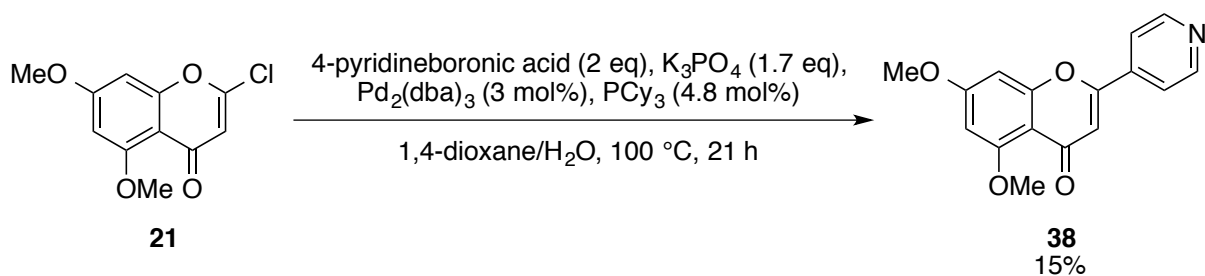 4-pyridineboronic acid (2 eq), K₃PO₄ (1.7 eq),
Pd₂(dba)₃ (3 mol%), PCy₃ (4.8 mol%)
1,4-dioxane/H₂O, 100 °C, 21 h
MeO
O
Cl
OMe
O
21
MeO
O
N
OMe
O
38
15%